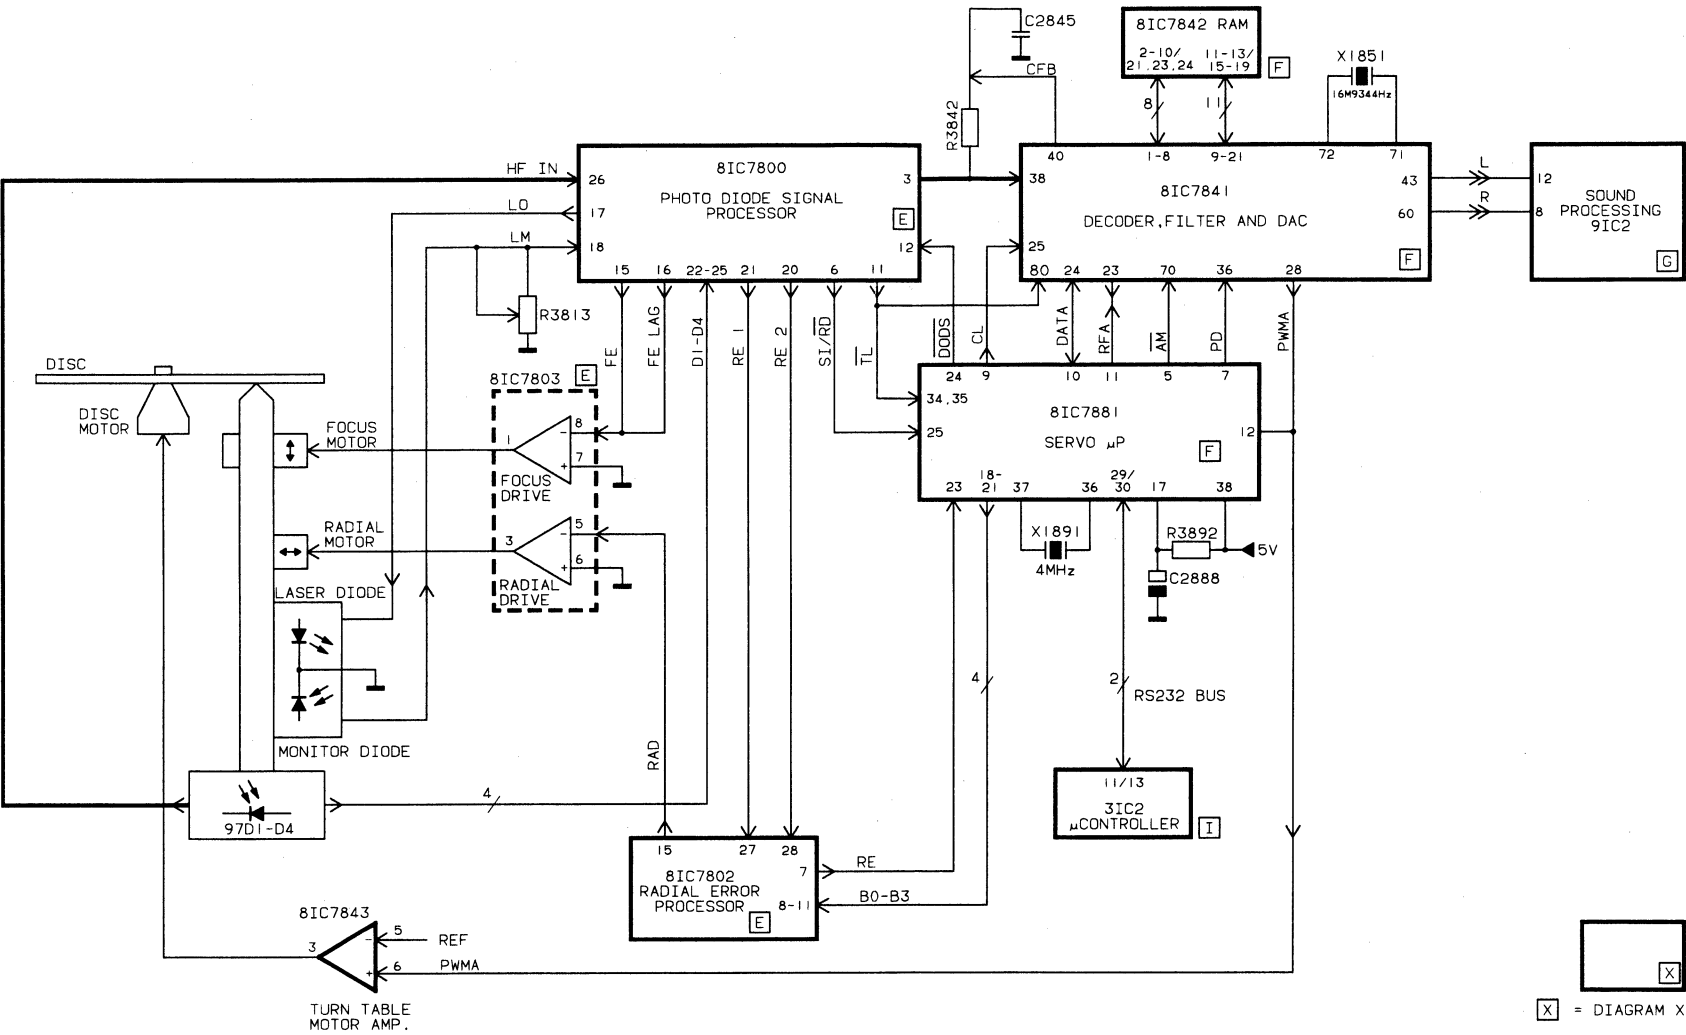 C2845
CFB
R3842
8IC7842 RAM
2-10/ 11-13/
21.23.24 15-19
F
8
11
X1851
16M9344Hz
HF IN
LO
LM
26
17
18
8IC7800
PHOTO DIODE SIGNAL
PROCESSOR
3
E
12
15 16 22-25 21 20 6 11
40 1-8 9-21 72 71
38
8IC7841
DECODER,FILTER AND DAC
43
60
25
F
80 24 23 70 36 28
L
R
12
8
SOUND
PROCESSING
9IC2
G
R3813
FE
FE LAG
D1-D4
RE 1
RE 2
SI/RD
TL
DODS
CL
DATA
RFA
AM
PD
PWMA
DISC
DISC
MOTOR
FOCUS
MOTOR
8IC7803
E
1
8
7
FOCUS
DRIVE
RADIAL
MOTOR
3
5
6
RADIAL
DRIVE
24 9 10 11 5 7
34,35
25
8IC7881
SERVO µP
12
F
23 18-21 37 36 29/30 17 38
X1891
4MHz
R3892
5V
C2888
LASER DIODE
MONITOR DIODE
4
2
RS232 BUS
RAD
97D1-D4
4
11/13
3IC2
µCONTROLLER
I
15 27 28
7
8IC7802
RADIAL ERROR
PROCESSOR
8-11
E
RE
B0-B3
8IC7843
3
- 5 REF
+ 6 PWMA
TURN TABLE
MOTOR AMP.
X
X = DIAGRAM X